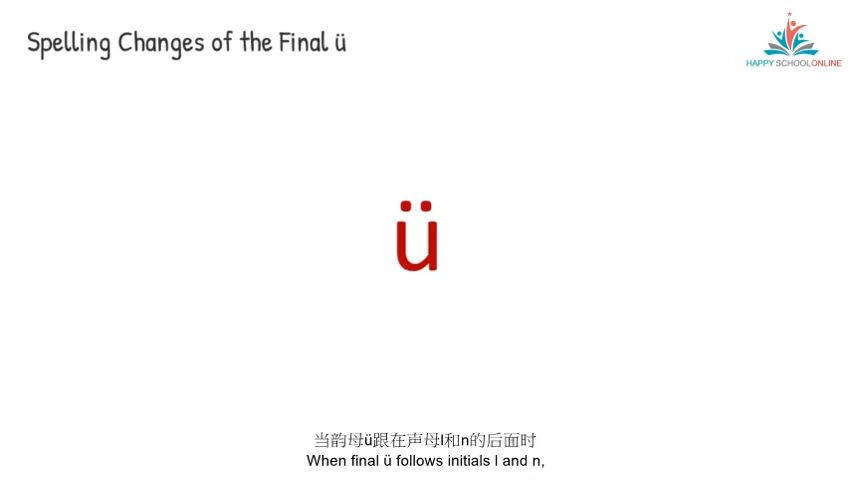 Spelling Changes of the Final ü
HAPPY SCHOOLONLINE
ü
当韵母ü跟在声母l和n的后面时
When final ü follows initials l and n,